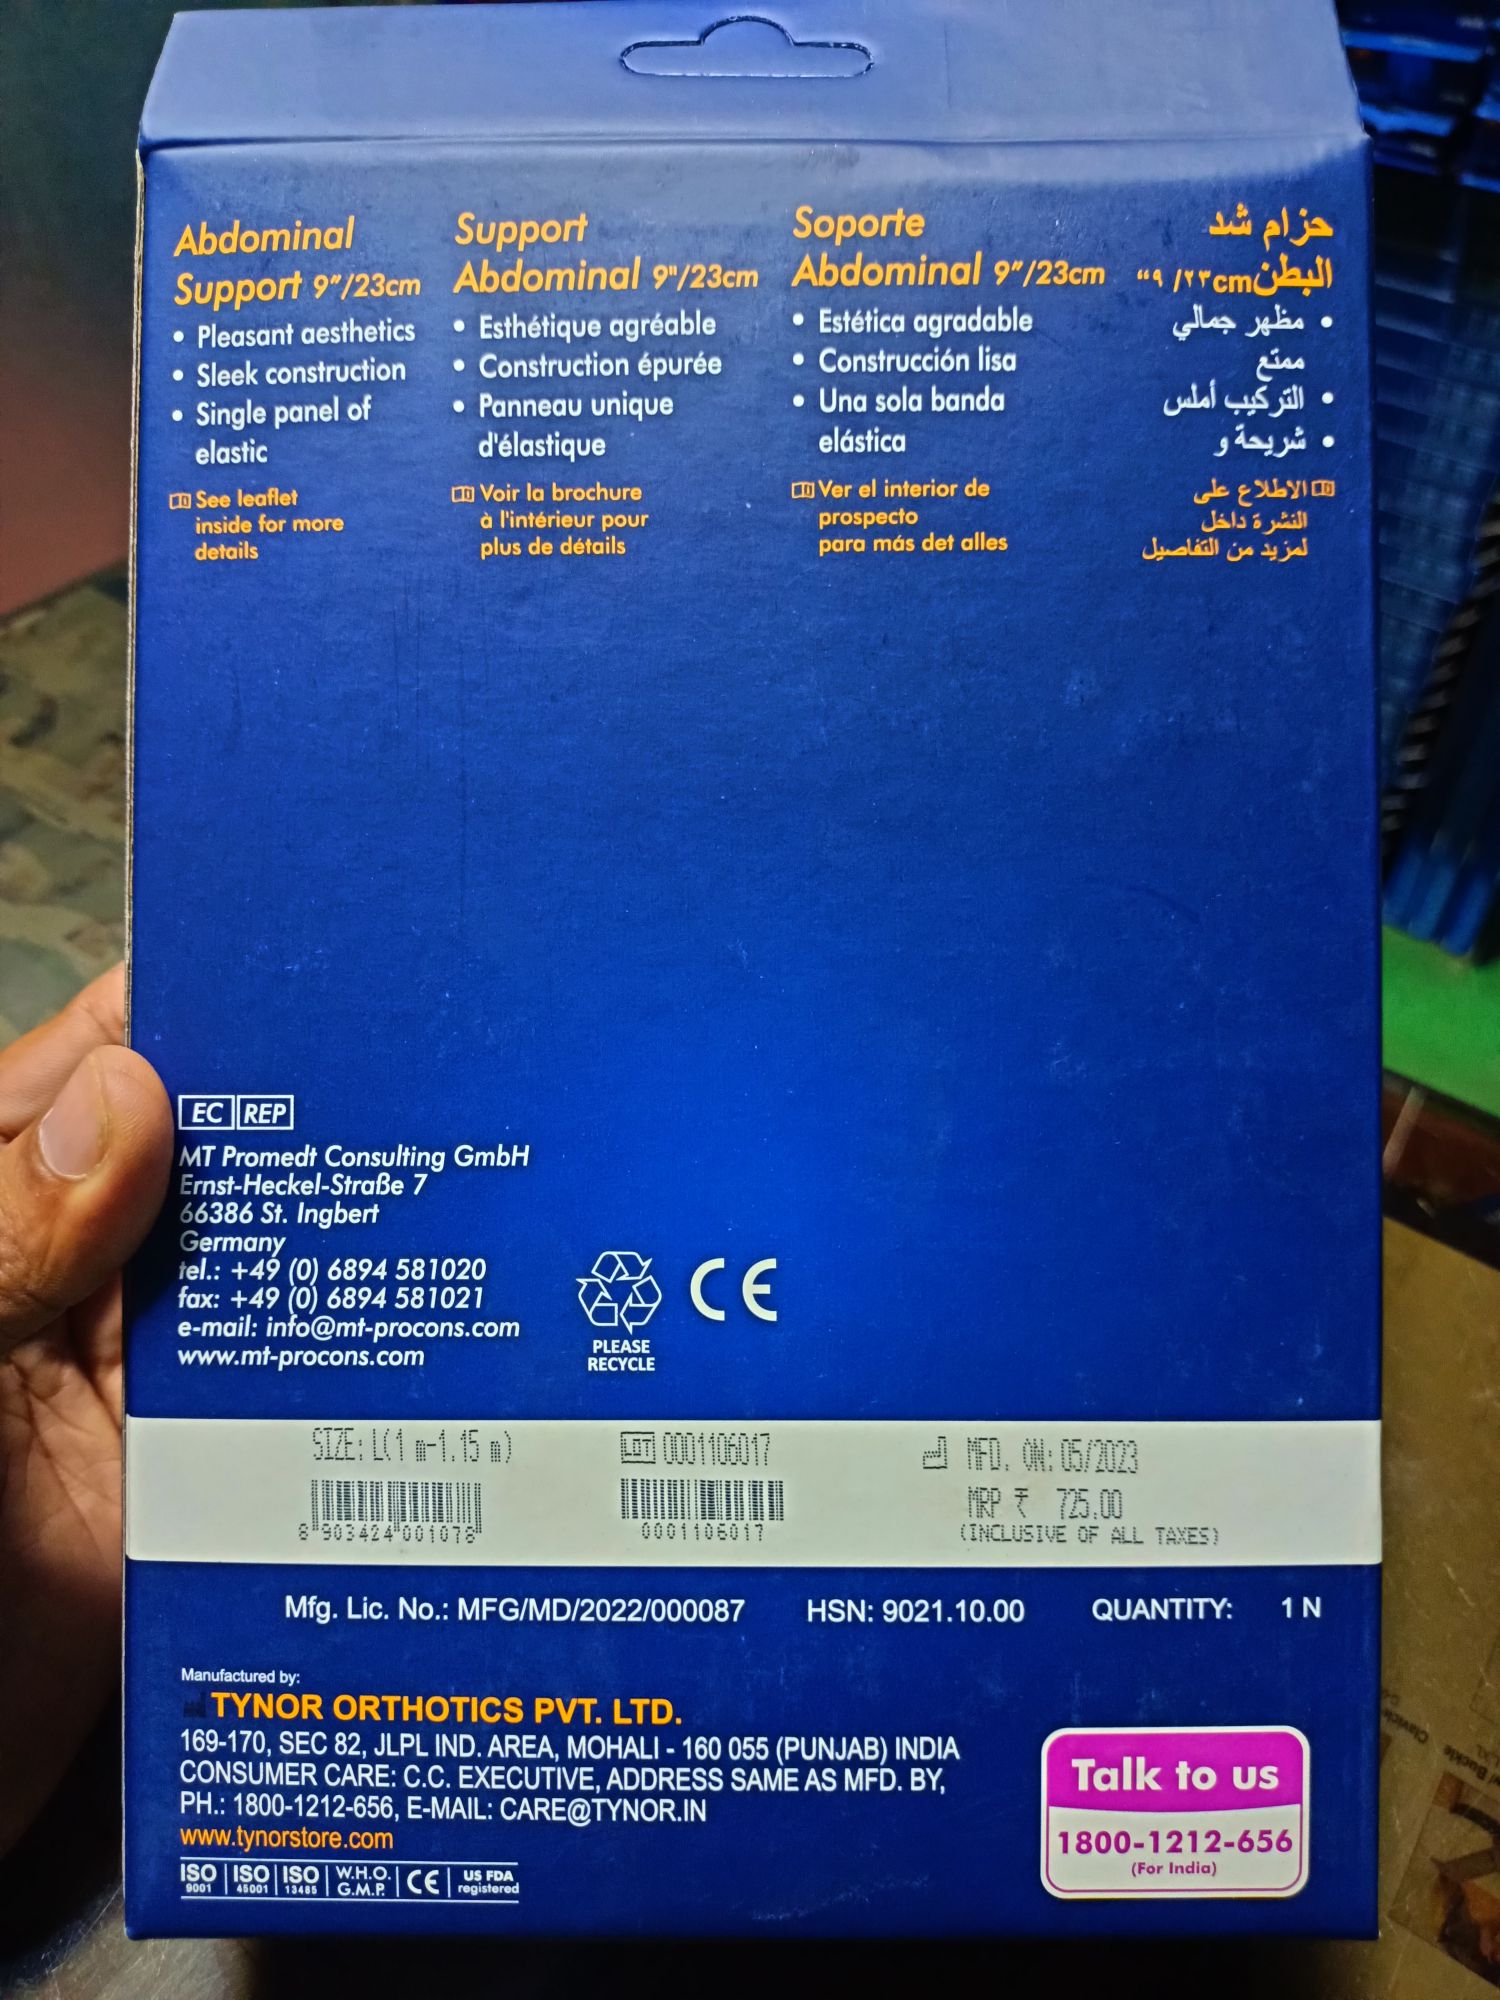 Abdominal
Support 9"/23cm
• Pleasant aesthetics
• Sleek construction
• Single panel of
elastic
See leaflet
inside for more
details
Support
Abdominal 9"/23cm
• Esthétique agréable
• Construction épurée
• Panneau unique
d'élastique
Voir la brochure
à l'intérieur pour
plus de détails
Soporte
Abdominal 9"/23cm
• Estética agradable
• Construcción lisa
• Una sola banda
elástica
Ver el interior de
prospecto
para más det alles
حزام شد
البطن ٢٣cm/ ٩"
• مظهر جمالي
ممتع
• التركيب أملس
• شريحة و
الاطلاع على
النشرة داخل
لمزيد من التفاصيل
EC REP
MT Promedt Consulting GmbH
Ernst-Heckel-Straße 7
66386 St. Ingbert
Germany
tel.: +49 (0) 6894 581020
fax: +49 (0) 6894 581021
e-mail: info@mt-procons.com
www.mt-procons.com
PLEASE
RECYCLE
CE
SIZE: L(1 m-1.15 m)
8 903424 001078
LOT 0001106017
0001106017
MFD. ON: 05/2023
MRP ₹ 725.00
(INCLUSIVE OF ALL TAXES)
Mfg. Lic. No.: MFG/MD/2022/000087 HSN: 9021.10.00 QUANTITY: 1 N
Manufactured by:
TYNOR ORTHOTICS PVT. LTD.
169-170, SEC 82, JLPL IND. AREA, MOHALI - 160 055 (PUNJAB) INDIA
CONSUMER CARE: C.C. EXECUTIVE, ADDRESS SAME AS MFD. BY,
PH.: 1800-1212-656, E-MAIL: CARE@TYNOR.IN
www.tynorstore.com
ISO 9001 | ISO 45001 | ISO 13485 | W.H.O. G.M.P. | CE | US FDA registered
Talk to us
1800-1212-656
(For India)